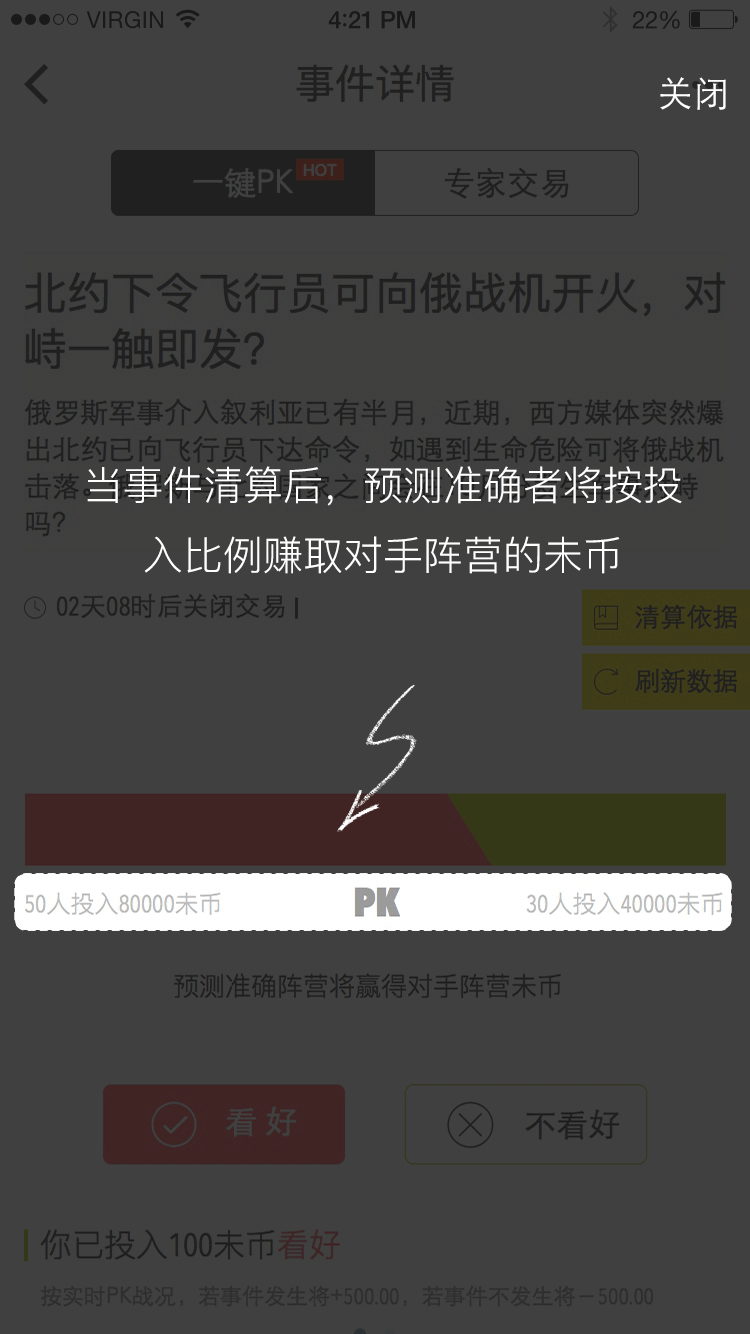 VIRGIN
4:21 PM
22%
事件详情
关闭
一键PK
HOT
专家交易
北约下令飞行员可向俄战机开火，对
峙一触即发？
俄罗斯军事介入叙利亚已有半月，近期，西方媒体突然爆
出北约已向飞行员下达命令，如遇到生命危险可将俄战机
击落。
吗？
当事件清算后，预测准确者将按投
入比例赚取对手阵营的未币
02天08时后关闭交易 |
清算依据
刷新数据
50人投入80000未币
PK
30人投入40000未币
预测准确阵营将赢得对手阵营未币
看 好
不看好
你已投入100未币看好
按实时PK战况，若事件发生将+500.00，若事件不发生将－500.00